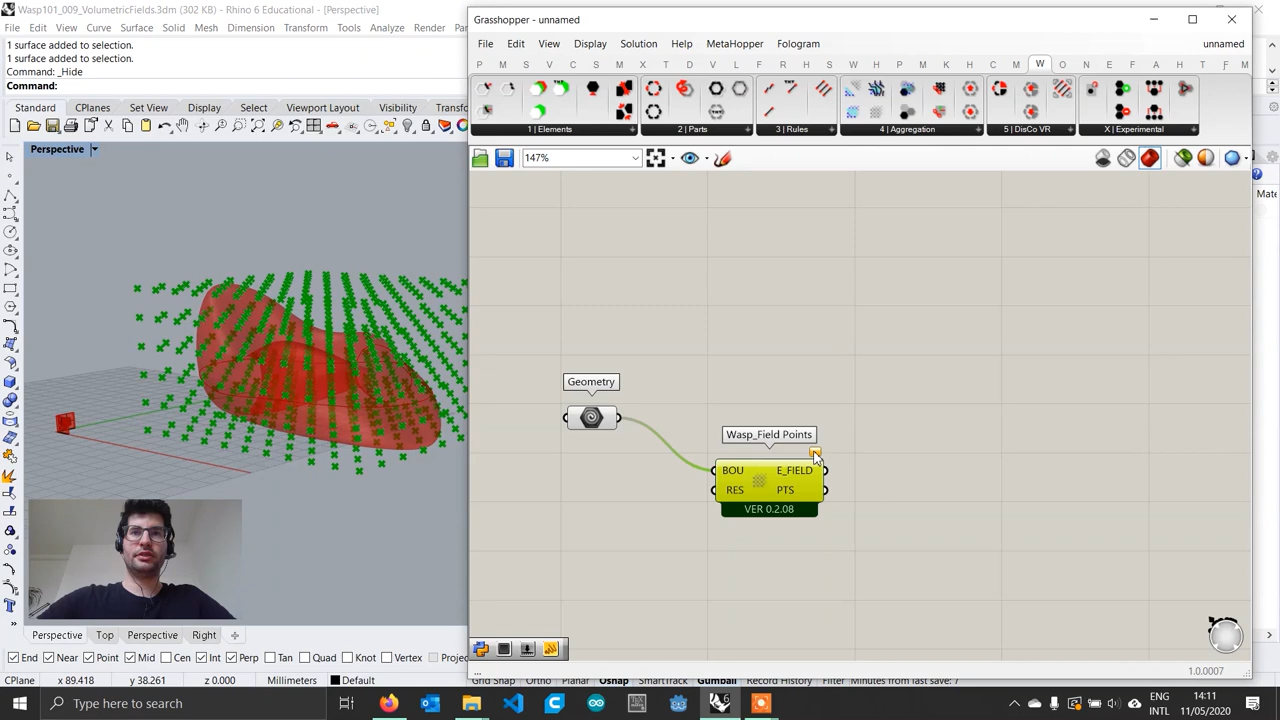 Wasp101_009_VolumetricFields.3dm (302 KB) - Rhino 6 Educational - [Perspective]
File Edit View Curve Surface Solid Mesh Dimension Transform Tools Analyze Render Pa
1 surface added to selection.
1 surface added to selection.
Command: _Hide
Command:
Standard CPlanes Set View Display Select Viewport Layout Visibility Transfo
Perspective
Grasshopper - unnamed
File Edit View Display Solution Help MetaHopper Fologram unnamed
P M S V C S M X T D V L F R S W H P M K H C M W O N E F A H T F M
1 | Elements 2 | Parts 3 | Rules 4 | Aggregation 5 | DisCo VR X | Experimental
147%
Mate
Geometry
Wasp_Field Points
BOU E_FIELD
RES PTS
VER 0.2.08
Perspective Top Perspective Right
... 1.0.0007
End Near Point Mid Cen Int Perp Tan Quad Knot Vertex Projec
CPlane x 89.418 y 38.261 z 0.000 Millimeters Default Grid Snap Ortho Planar Osnap SmartTrack Gumball Record History Filter Minutes from last save: 7
Type here to search
ENG 14:11
INTL 11/05/2020